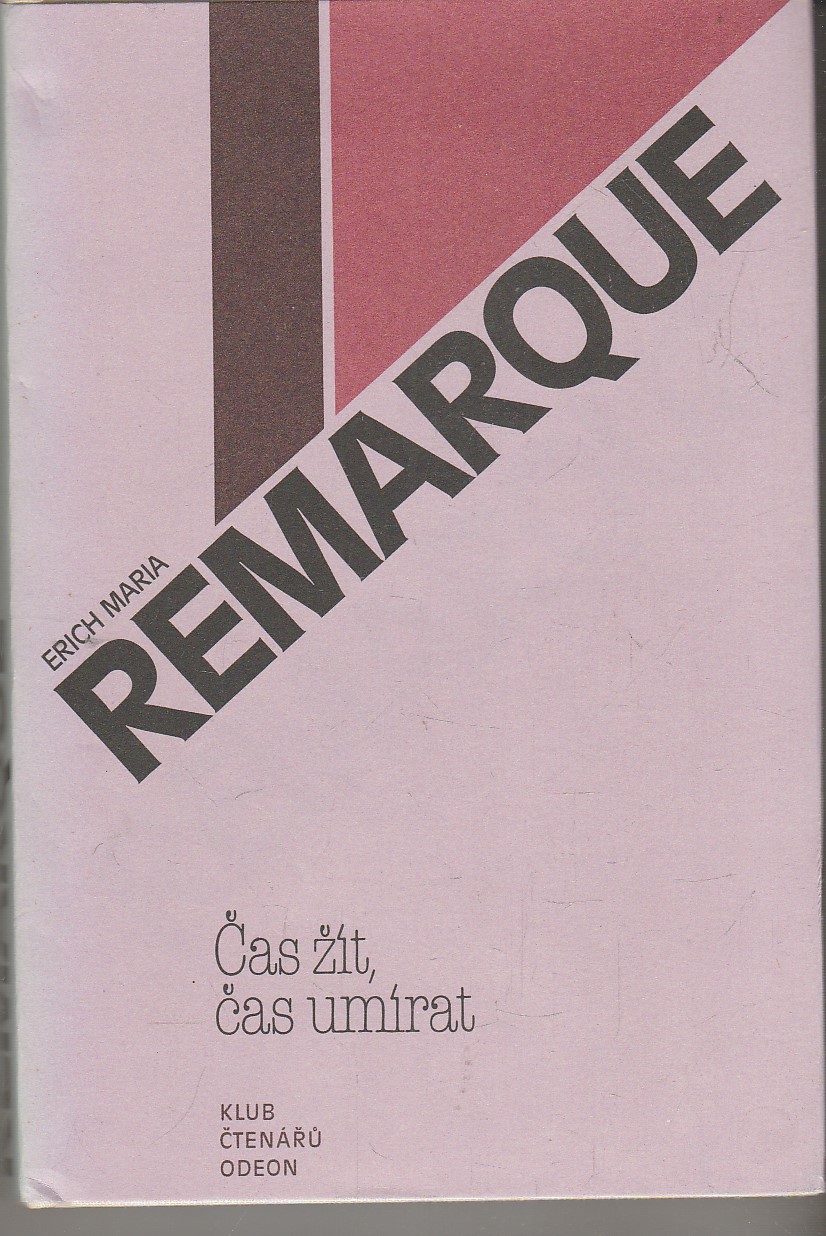 ERICH MARIA
REMARQUE
Čas žít,
čas umírat
KLUB
ČTENÁŘŮ
ODEON